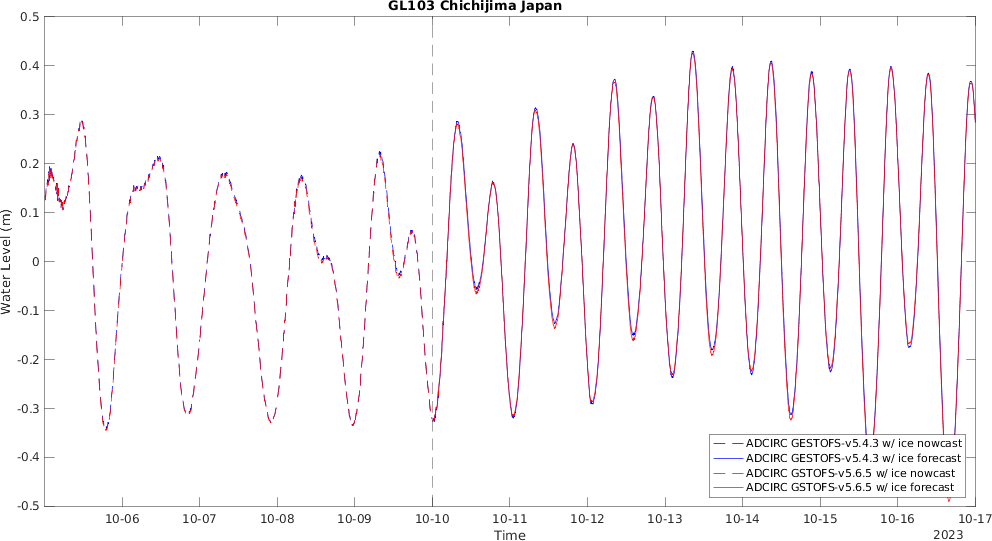 GL103 Chichijima Japan
0.5
0.4
0.3
0.2
0.1
0
-0.1
-0.2
-0.3
-0.4
-0.5
Water Level (m)
ADCIRC GESTOFS-v5.4.3 w/ ice nowcast
ADCIRC GESTOFS-v5.4.3 w/ ice forecast
ADCIRC GSTOFS-v5.6.5 w/ ice nowcast
ADCIRC GSTOFS-v5.6.5 w/ ice forecast
10-06 10-07 10-08 10-09 10-10 10-11 10-12 10-13 10-14 10-15 10-16 10-17
Time
2023